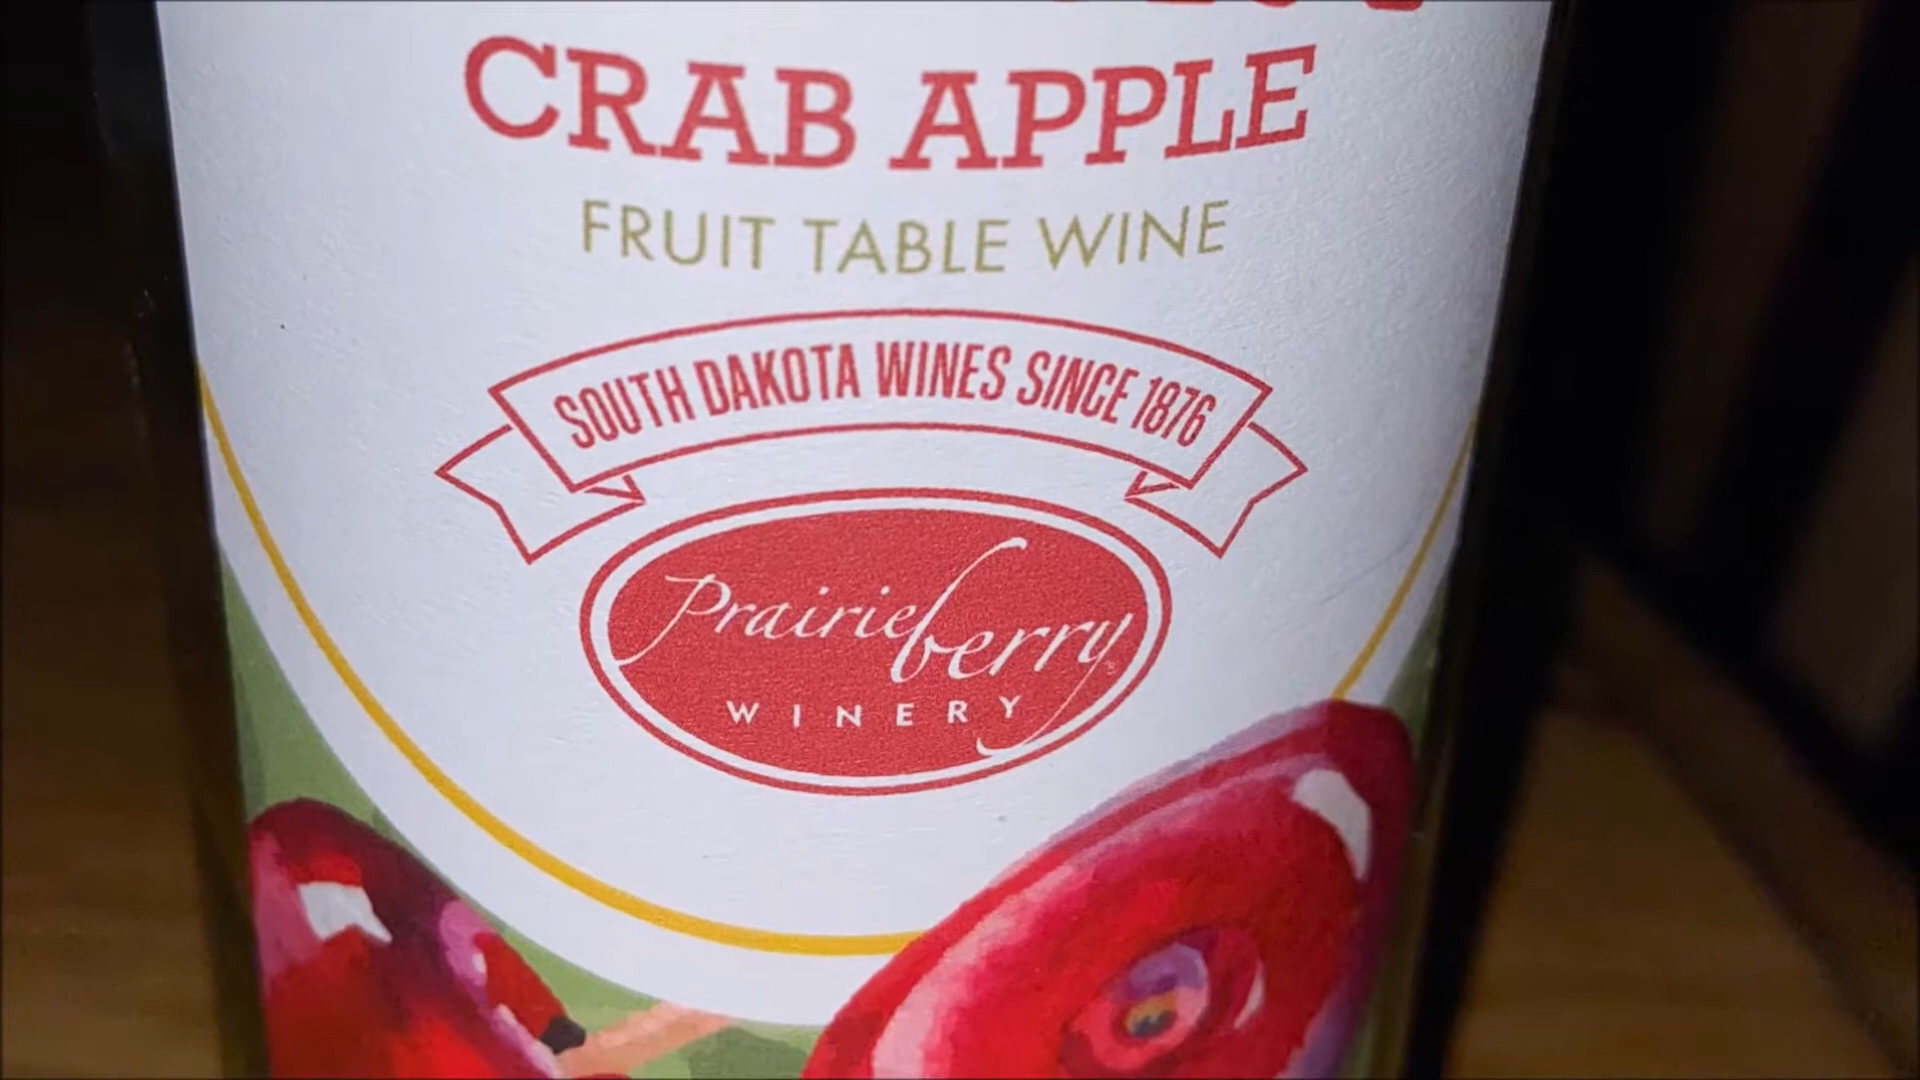 CRAB APPLE
FRUIT TABLE WINE
SOUTH DAKOTA WINES SINCE 1876
Prairie berry
WINERY